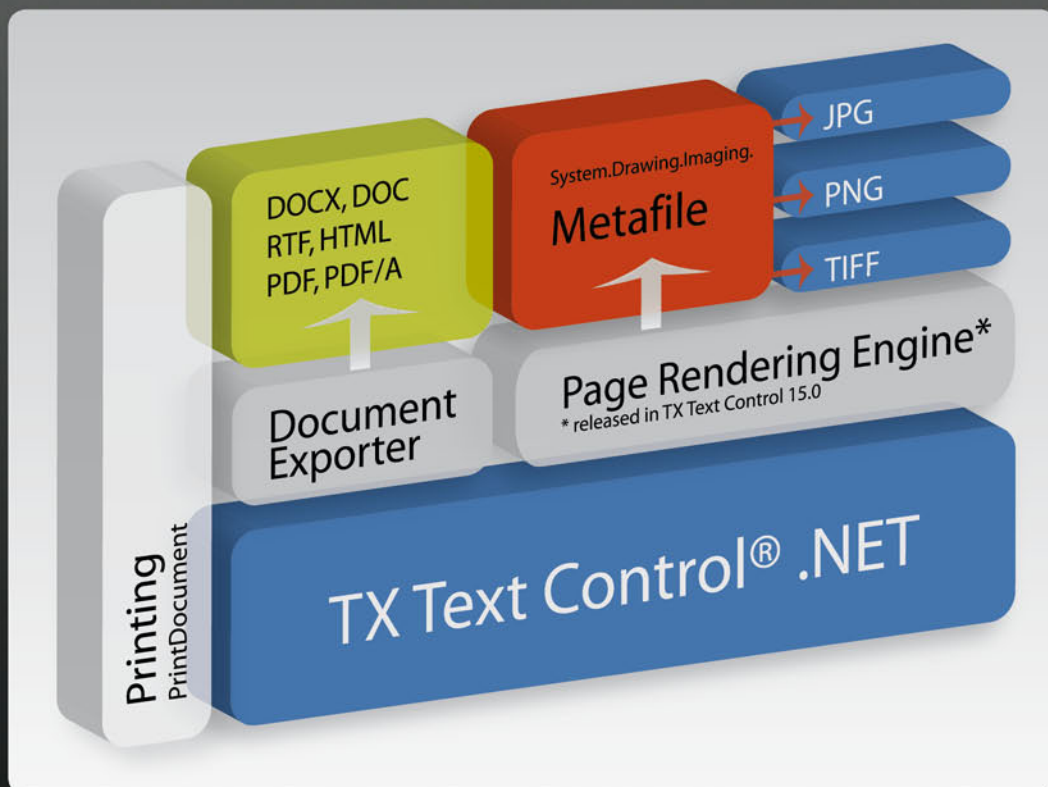 JPG
PNG
TIFF
System.Drawing.Imaging.
Metafile
DOCX, DOC
RTF, HTML
PDF, PDF/A
Page Rendering Engine*
* released in TX Text Control 15.0
Document
Exporter
TX Text Control® .NET
Printing
PrintDocument